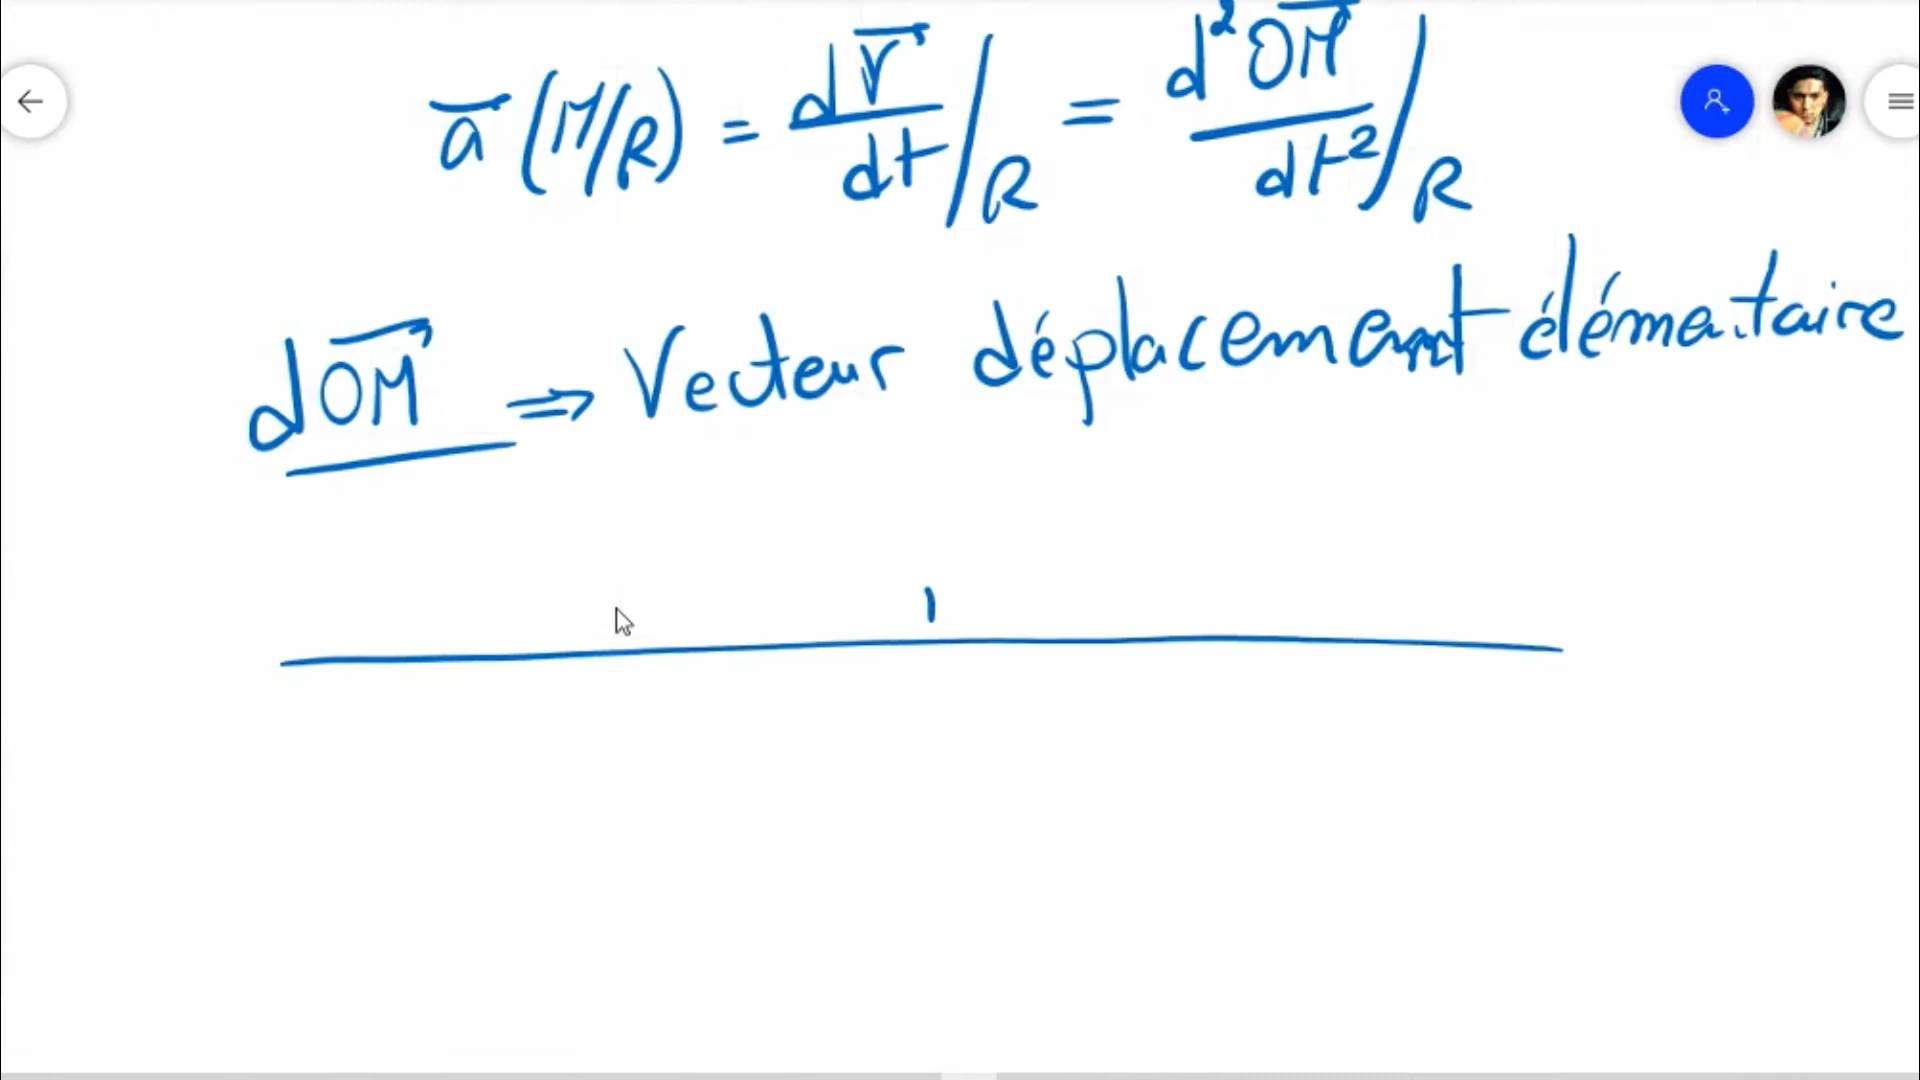 a⃗ (M/R) = dV⃗/dt /R = d²OM⃗/dt² /R
dOM⃗ ⇒ Vecteur déplacement élémentaire